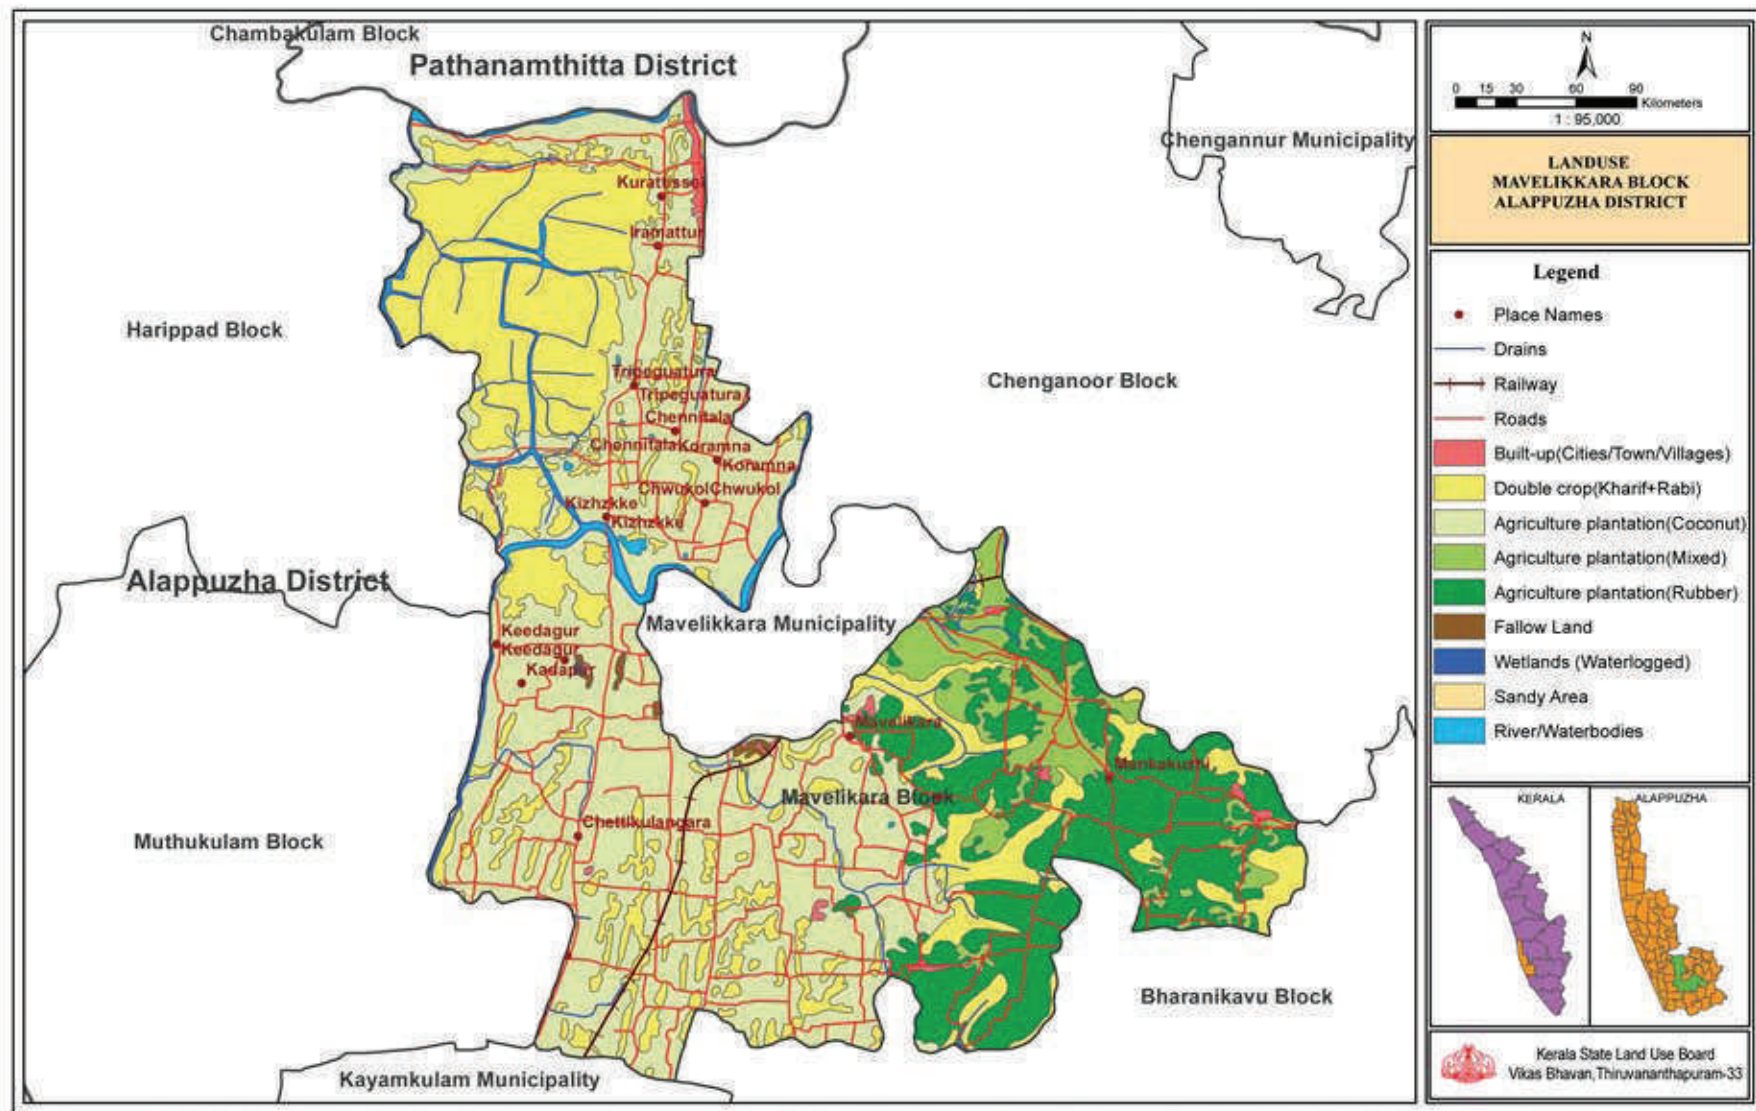 Chambakulam Block
Pathanamthitta District
Chengannur Municipality
Kurattissei
Iramattur
Harippad Block
Chenganoor Block
Tripeguatura
Tripeguatura
Chennitala
Chennitala Koramna
Koramna
Chwukol Chwukol
Kizhzkke
Kizhzkke
Alappuzha District
Mavelikkara Municipality
Keedagur
Keedagur
Kadapur
Mavelikara
Mankakuzhi
Mavelikara Block
Chettikulangara
Muthukulam Block
Bharanikavu Block
Kayamkulam Municipality
N
0 15 30 60 90
Kilometers
1 : 95,000
LANDUSE
MAVELIKKARA BLOCK
ALAPPUZHA DISTRICT
Legend
Place Names
Drains
Railway
Roads
Built-up(Cities/Town/Villages)
Double crop(Kharif+Rabi)
Agriculture plantation(Coconut)
Agriculture plantation(Mixed)
Agriculture plantation(Rubber)
Fallow Land
Wetlands (Waterlogged)
Sandy Area
River/Waterbodies
KERALA
ALAPPUZHA
Kerala State Land Use Board
Vikas Bhavan,Thiruvananthapuram-33